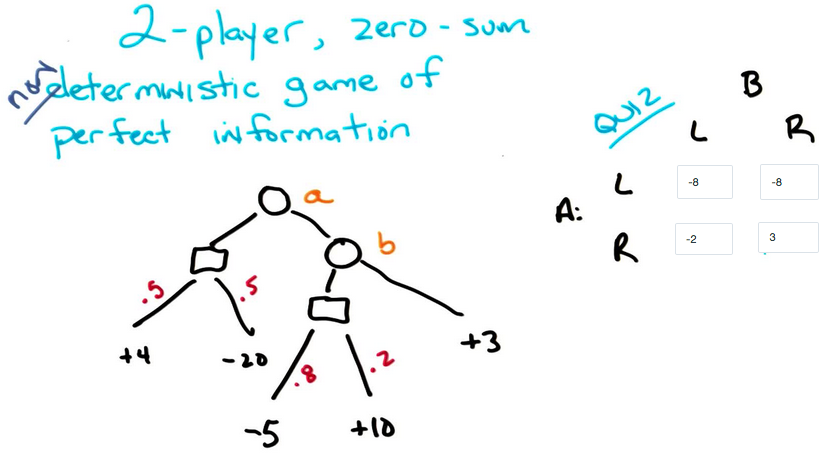 2-player, zero-sum
non
deterministic game of
perfect information
QUIZ
B
L R
A: L -8 -8
R -2 3
a
b
.5 .5
+4 -20
.8 .2
+3
-5 +10